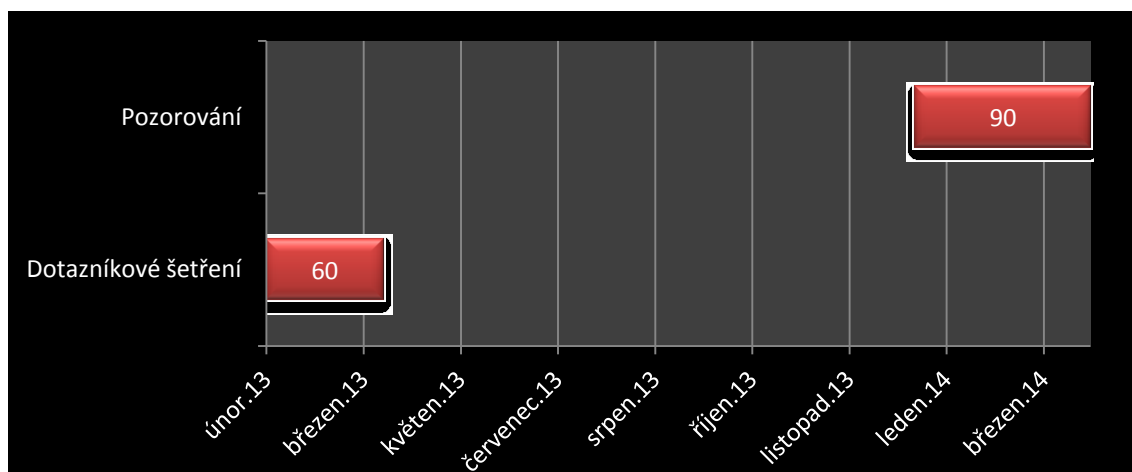 Pozorování
90
Dotazníkové šetření
60
únor.13
březen.13
květen.13
červenec.13
srpen.13
říjen.13
listopad.13
leden.14
březen.14